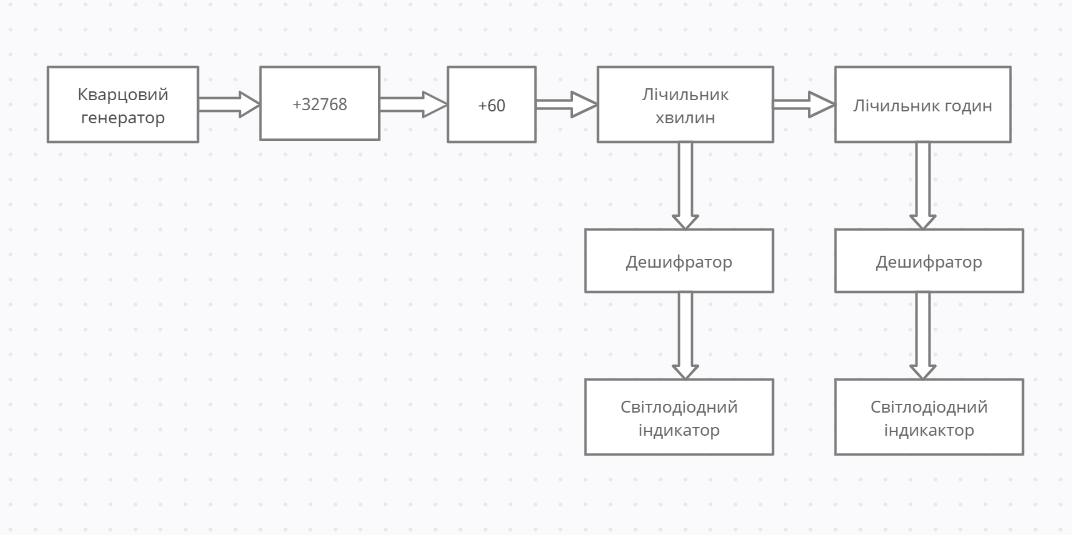 Кварцовий
генератор
+32768
+60
Лічильник
хвилин
Лічильник годин
Дешифратор
Дешифратор
Світлодіодний
індикатор
Світлодіодний
індикактор